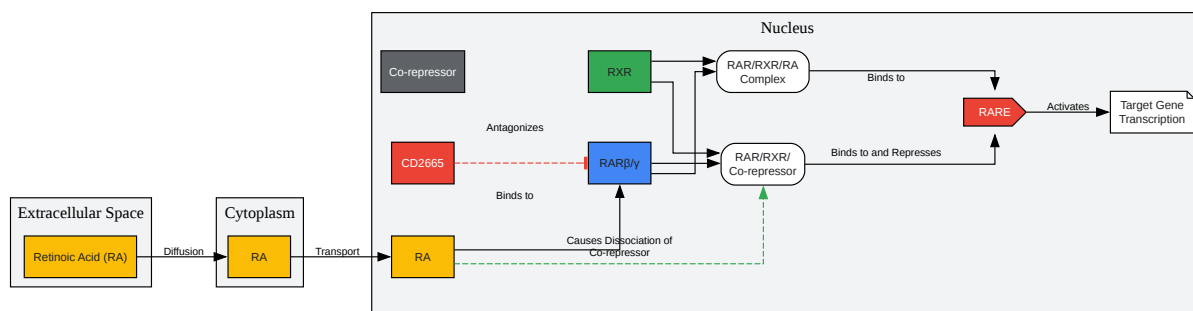 Nucleus
Co-repressor
RXR
RAR/RXR/RA
Complex
Binds to
RARE
Activates
Target Gene
Transcription
Antagonizes
CD2665
RARβ/γ
RAR/RXR/
Co-repressor
Binds to and Represses
Binds to
Extracellular Space
Cytoplasm
Retinoic Acid (RA)
Diffusion
RA
Transport
RA
Causes Dissociation of
Co-repressor